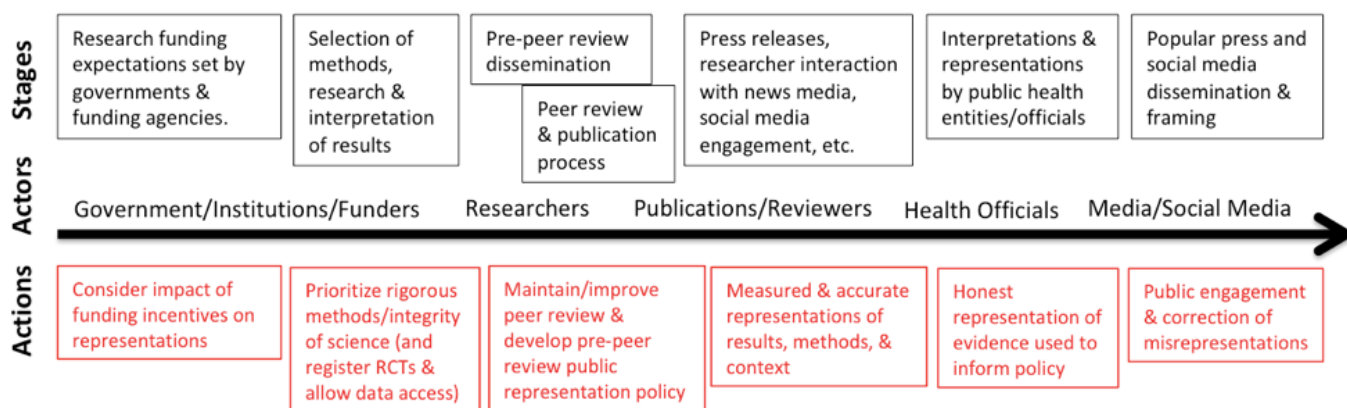 Stages
Research funding
expectations set by
governments &
funding agencies.
Selection of
methods,
research &
interpretation
of results
Pre-peer review
dissemination
Peer review
& publication
process
Press releases,
researcher interaction
with news media,
social media
engagement, etc.
Interpretations &
representations
by public health
entities/officials
Popular press and
social media
dissemination &
framing
Actors
Government/Institutions/Funders
Researchers
Publications/Reviewers
Health Officials
Media/Social Media
Actions
Consider impact of
funding incentives on
representations
Prioritize rigorous
methods/integrity
of science (and
register RCTs &
allow data access)
Maintain/improve
peer review &
develop pre-peer
review public
representation policy
Measured & accurate
representations of
results, methods, &
context
Honest
representation of
evidence used to
inform policy
Public engagement
& correction of
misrepresentations